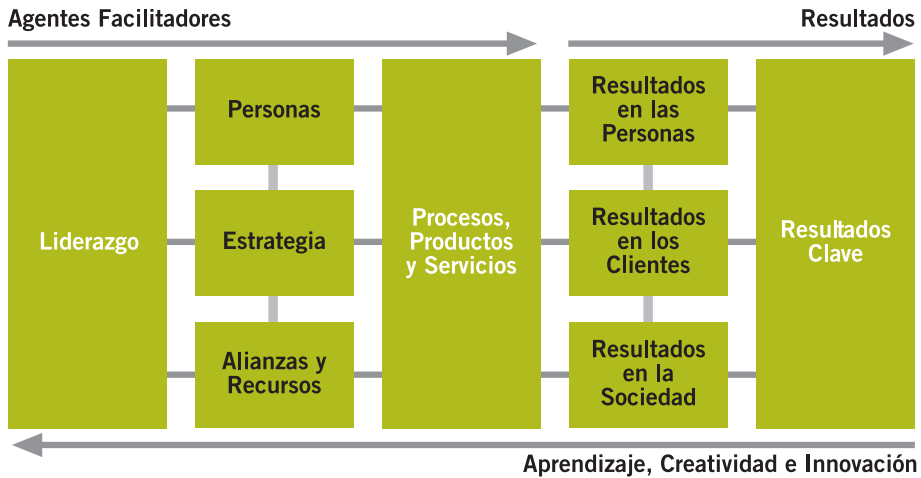 Agentes Facilitadores
Resultados
Liderazgo
Personas
Estrategia
Alianzas y
Recursos
Procesos,
Productos
y Servicios
Resultados
en las
Personas
Resultados
en los
Clientes
Resultados
en la
Sociedad
Resultados
Clave
Aprendizaje, Creatividad e Innovación